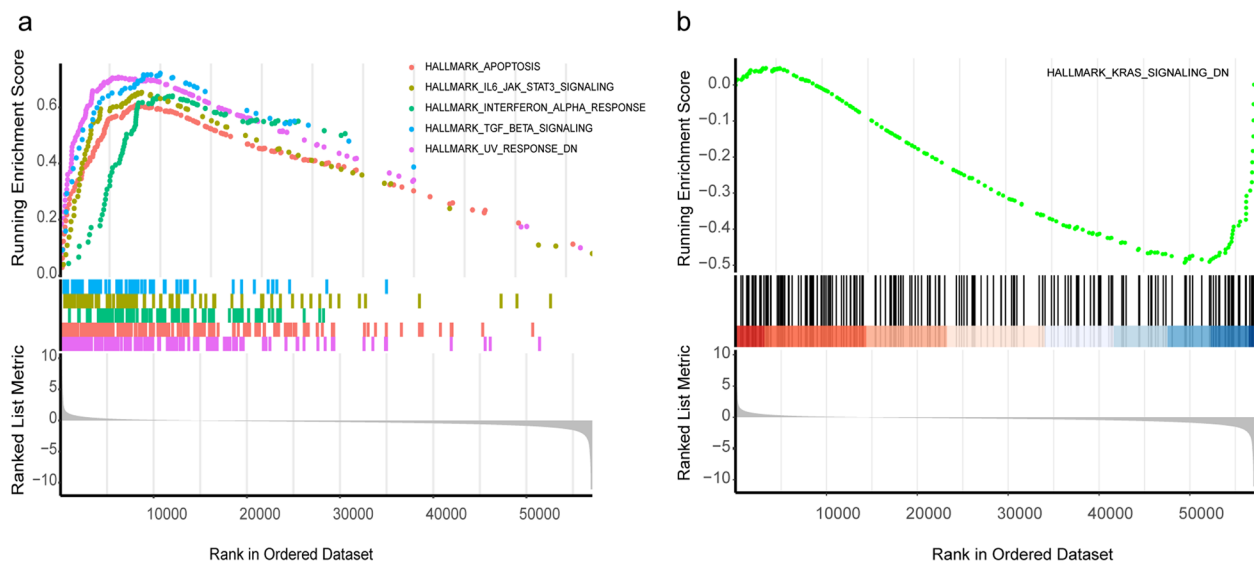 a
Running Enrichment Score
0.6
0.4
0.2
0.0
HALLMARK_APOPTOSIS
HALLMARK_IL6_JAK_STAT3_SIGNALING
HALLMARK_INTERFERON_ALPHA_RESPONSE
HALLMARK_TGF_BETA_SIGNALING
HALLMARK_UV_RESPONSE_DN
Ranked List Metric
10
5
0
−5
−10
10000 20000 30000 40000 50000
Rank in Ordered Dataset
b
Running Enrichment Score
0.0
−0.1
−0.2
−0.3
−0.4
−0.5
HALLMARK_KRAS_SIGNALING_DN
Ranked List Metric
10
5
0
−5
−10
10000 20000 30000 40000 50000
Rank in Ordered Dataset